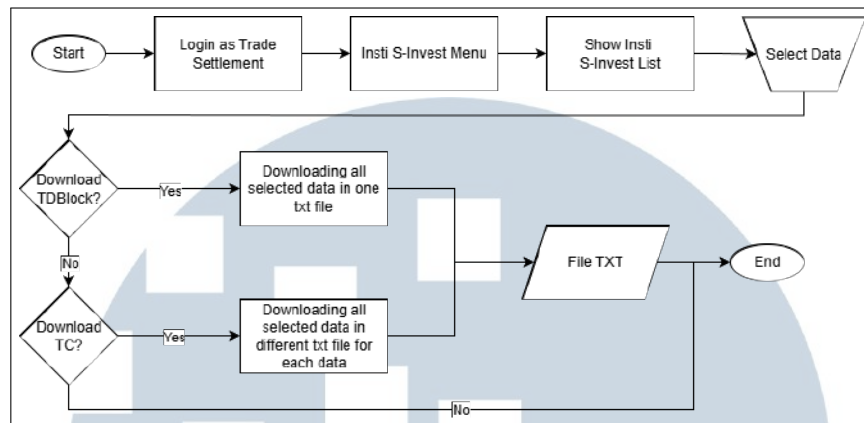 Start
Login as Trade
Settlement
Insti S-Invest Menu
Show Insti
S-Invest List
Select Data
Download
TDBlock?
Yes
Downloading all
selected data in one
txt file
No
File TXT
End
Download
TC?
Yes
Downloading all
selected data in
different txt file for
each data
No